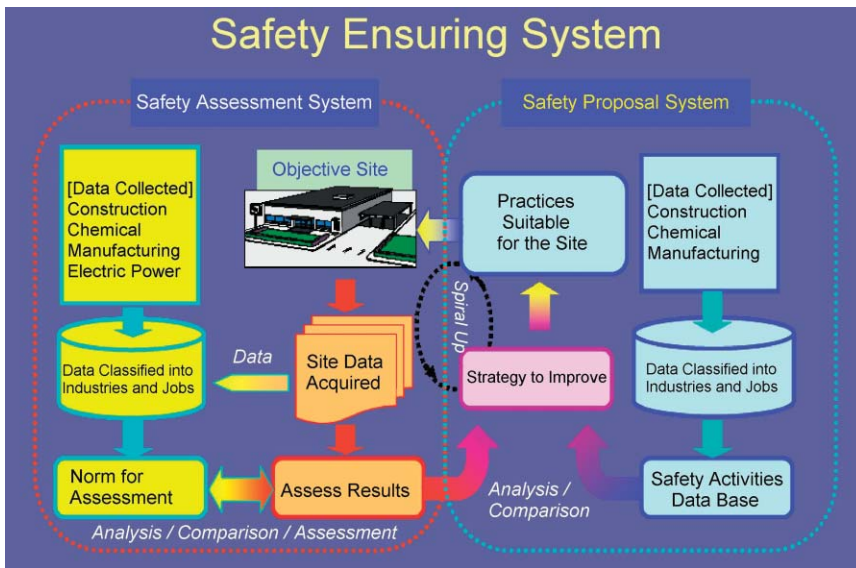 Safety Ensuring System
Safety Assessment System
[Data Collected]
Construction
Chemical
Manufacturing
Electric Power
Objective Site
Data Classified into
Industries and Jobs
Data
Site Data
Acquired
Norm for
Assessment
Assess Results
Analysis / Comparison / Assessment
Safety Proposal System
Practices
Suitable
for the Site
[Data Collected]
Construction
Chemical
Manufacturing
Spiral Up
Strategy to Improve
Data Classified into
Industries and Jobs
Analysis /
Comparison
Safety Activities
Data Base